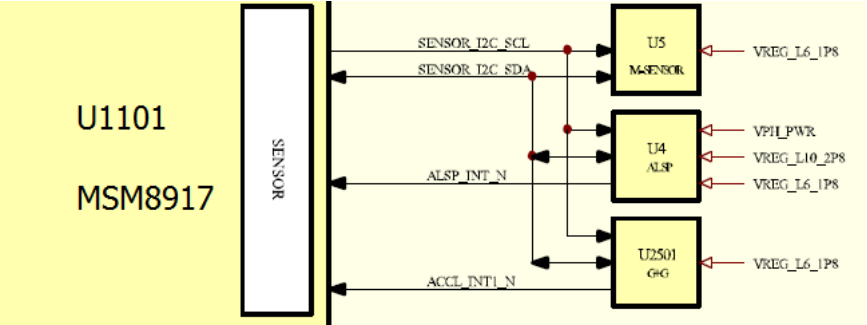 U1101
MSM8917
SENSOR
SENSOR_I2C_SCL
SENSOR_I2C_SDA
ALSP_INT_N
ACCL_INT1_N
U5
M-SENSOR
VREG_L6_1P8
U4
ALSP
VPH_PWR
VREG_L10_2P8
VREG_L6_1P8
U2501
G+G
VREG_L6_1P8